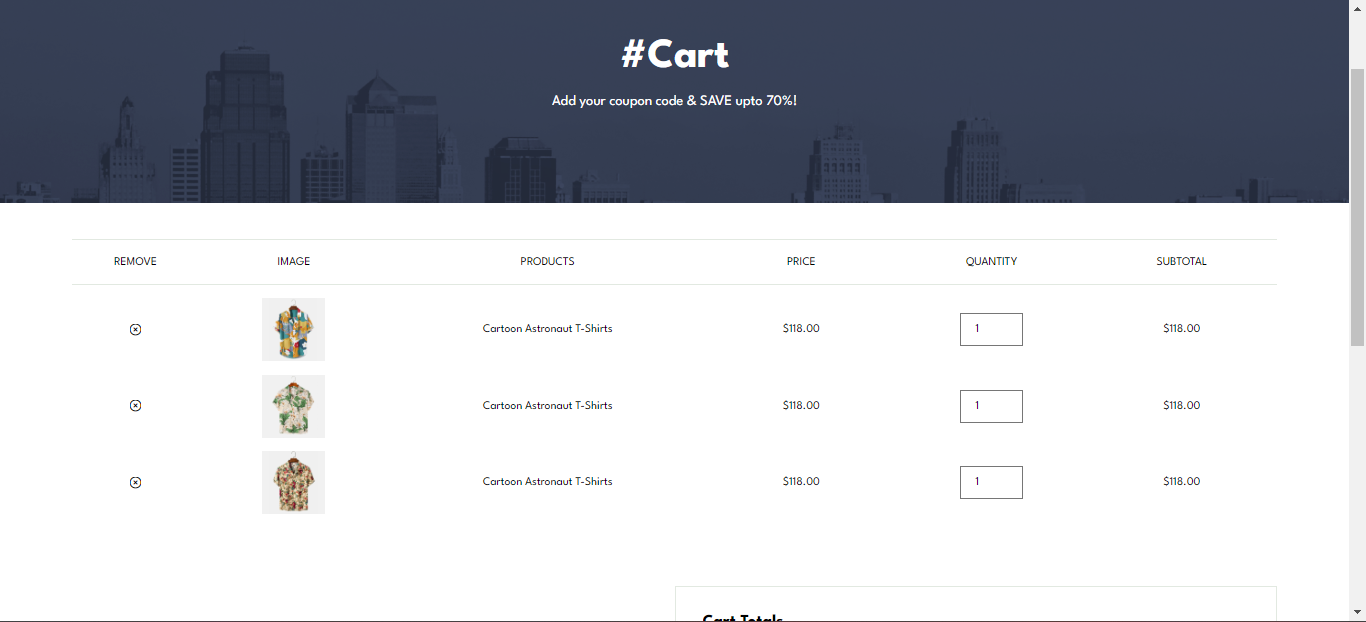 #Cart
Add your coupon code & SAVE upto 70%!
REMOVE IMAGE PRODUCTS PRICE QUANTITY SUBTOTAL
Cartoon Astronaut T-Shirts $118.00 1 $118.00
Cartoon Astronaut T-Shirts $118.00 1 $118.00
Cartoon Astronaut T-Shirts $118.00 1 $118.00
Cart Totals